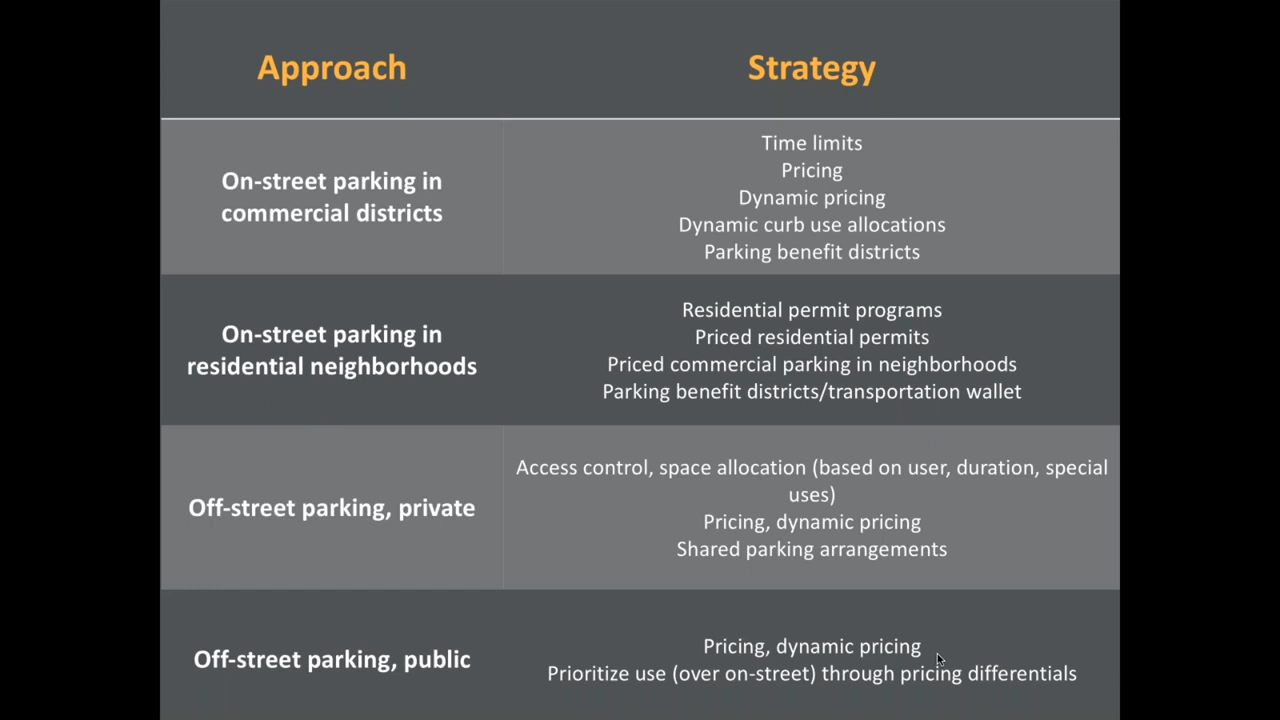 Approach
Strategy
On-street parking in
commercial districts
Time limits
Pricing
Dynamic pricing
Dynamic curb use allocations
Parking benefit districts
On-street parking in
residential neighborhoods
Residential permit programs
Priced residential permits
Priced commercial parking in neighborhoods
Parking benefit districts/transportation wallet
Off-street parking, private
Access control, space allocation (based on user, duration, special
uses)
Pricing, dynamic pricing
Shared parking arrangements
Off-street parking, public
Pricing, dynamic pricing
Prioritize use (over on-street) through pricing differentials